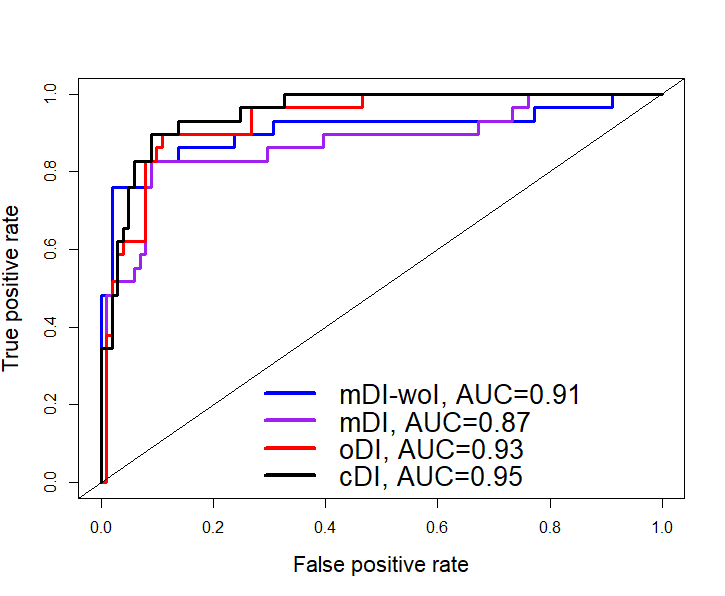 1.0
0.8
0.6
0.4
0.2
0.0
True positive rate
mDI-woI, AUC=0.91
mDI, AUC=0.87
oDI, AUC=0.93
cDI, AUC=0.95
0.0 0.2 0.4 0.6 0.8 1.0
False positive rate